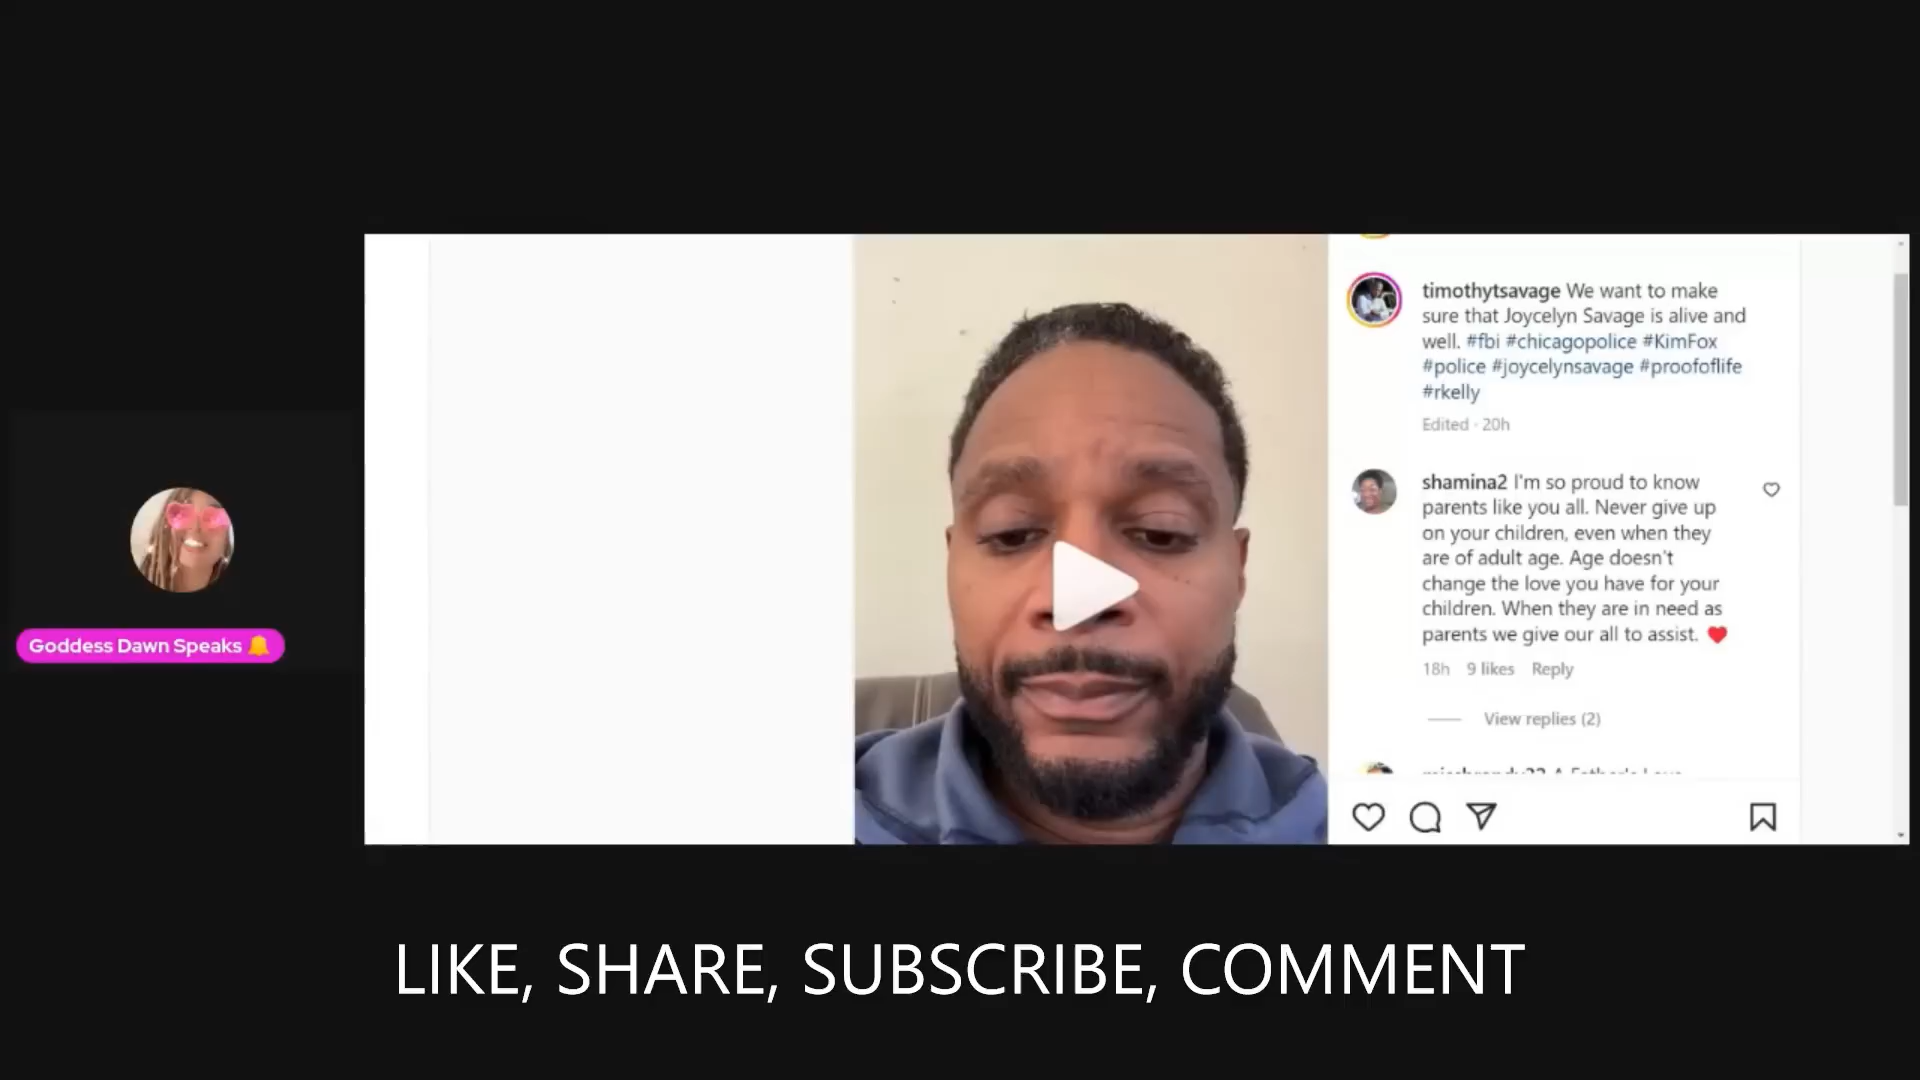 timothytsavage We want to make
sure that Joycelyn Savage is alive and
well. #fbi #chicagopolice #KimFox
#police #joycelynsavage #proofoflife
#rkelly
Edited · 20h
shamina2 I'm so proud to know
parents like you all. Never give up
on your children, even when they
are of adult age. Age doesn't
change the love you have for your
children. When they are in need as
parents we give our all to assist. ❤️
18h 9 likes Reply
View replies (2)
A Father's Love
Goddess Dawn Speaks 🔔
LIKE, SHARE, SUBSCRIBE, COMMENT